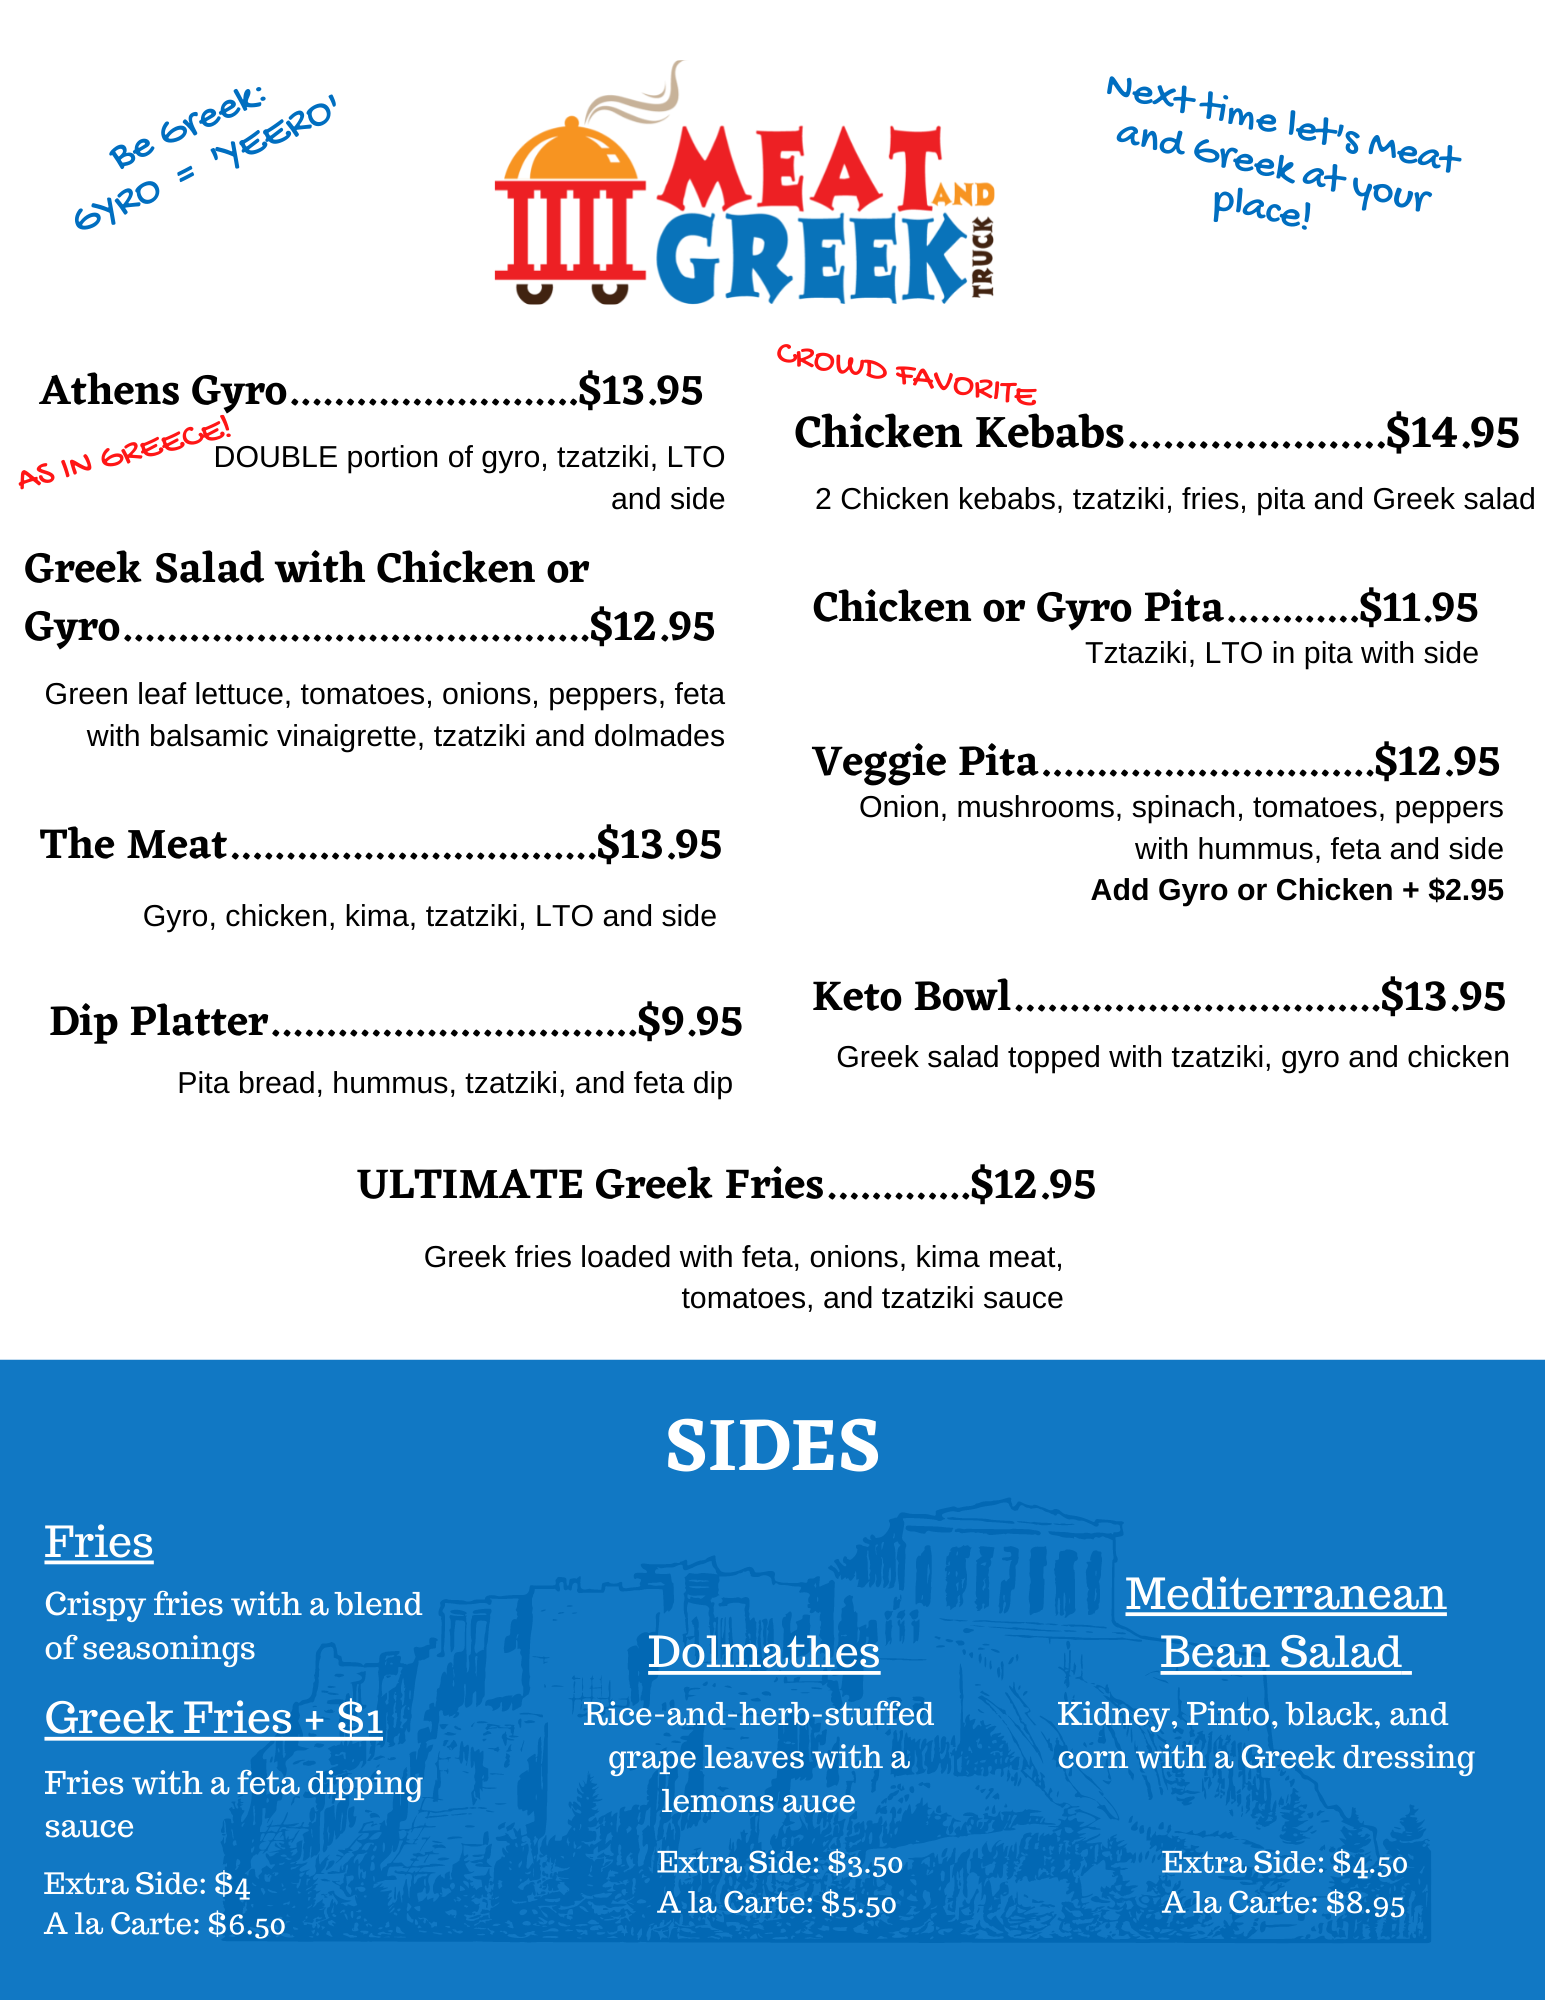 Be Greek:
GYRO = 'YEERO'
MEAT AND
GREEK TRUCK
Next time let's Meat
and Greek at your
place!
Athens Gyro..........................$13.95
AS IN GREECE!
DOUBLE portion of gyro, tzatziki, LTO
and side
Greek Salad with Chicken or
Gyro..........................................$12.95
Green leaf lettuce, tomatoes, onions, peppers, feta
with balsamic vinaigrette, tzatziki and dolmades
The Meat.................................$13.95
Gyro, chicken, kima, tzatziki, LTO and side
Dip Platter.................................$9.95
Pita bread, hummus, tzatziki, and feta dip
CROWD FAVORITE
Chicken Kebabs.......................$14.95
2 Chicken kebabs, tzatziki, fries, pita and Greek salad
Chicken or Gyro Pita............$11.95
Tztaziki, LTO in pita with side
Veggie Pita..............................$12.95
Onion, mushrooms, spinach, tomatoes, peppers
with hummus, feta and side
Add Gyro or Chicken + $2.95
Keto Bowl.................................$13.95
Greek salad topped with tzatziki, gyro and chicken
ULTIMATE Greek Fries.............$12.95
Greek fries loaded with feta, onions, kima meat,
tomatoes, and tzatziki sauce
SIDES
Fries
Crispy fries with a blend
of seasonings
Greek Fries + $1
Fries with a feta dipping
sauce
Extra Side: $4
A la Carte: $6.50
Dolmathes
Rice-and-herb-stuffed
grape leaves with a
lemons auce
Extra Side: $3.50
A la Carte: $5.50
Mediterranean
Bean Salad
Kidney, Pinto, black, and
corn with a Greek dressing
Extra Side: $4.50
A la Carte: $8.95